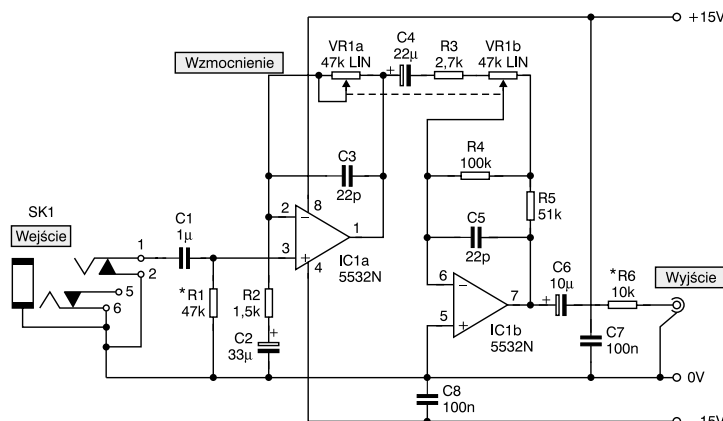 +15V
Wzmocnienie
VR1a
47k LIN
C4
22μ
+
R3
2,7k
VR1b
47k LIN
C3
22p
R4
100k
R5
51k
SK1
Wejście
C1
1μ
1
2
5
6
*R1
47k
R2
1,5k
+
C2
33μ
2
3
8
4
1
−
+
IC1a
5532N
C5
22p
6
5
7
−
+
IC1b
5532N
C6
10μ
+
*R6
10k
Wyjście
C7
100n
0V
C8
100n
-15V